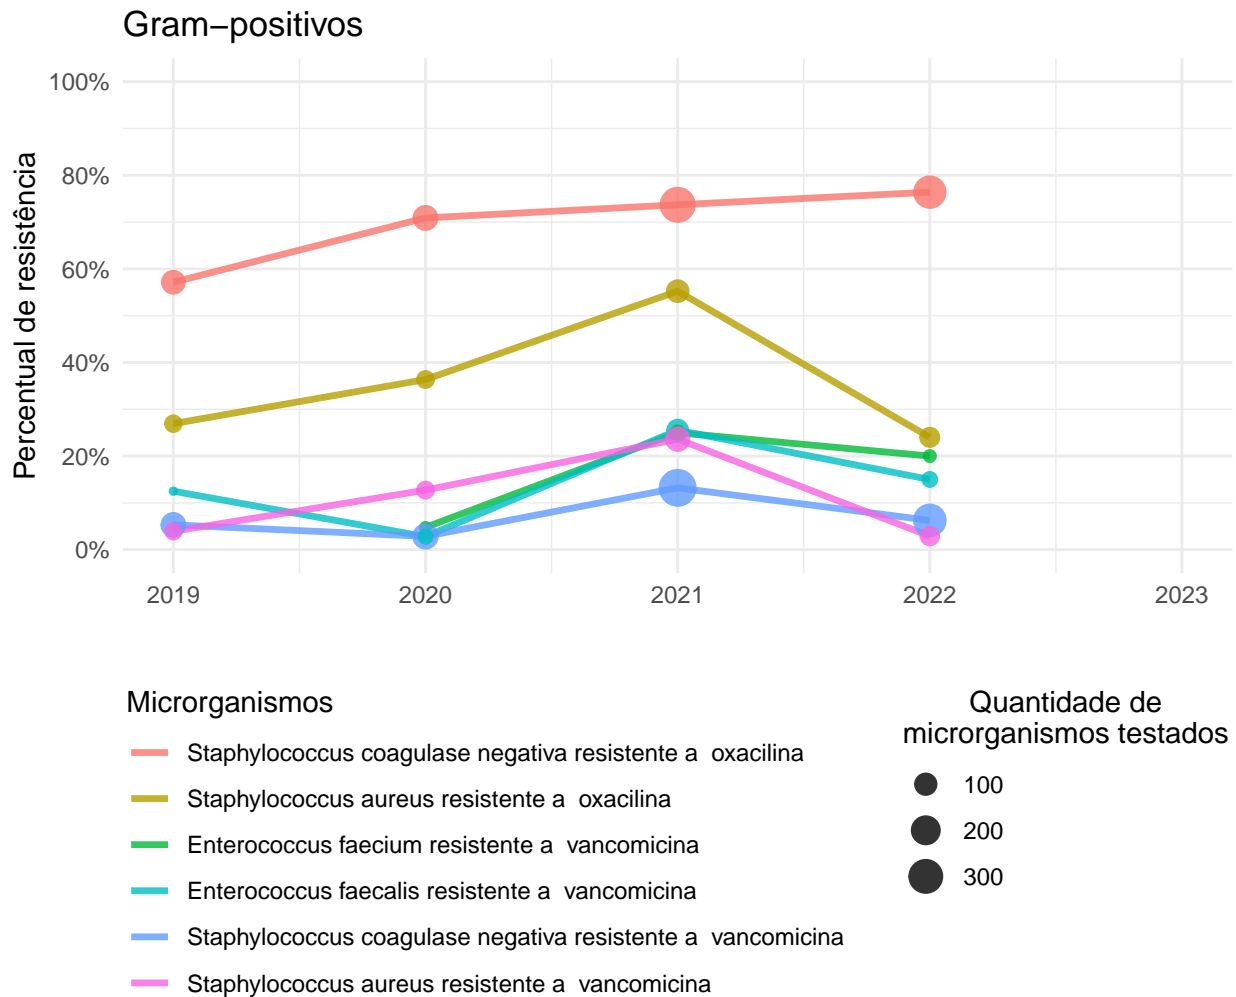 Gram−positivos
Percentual de resistência
100%
80%
60%
40%
20%
0%
2019 2020 2021 2022 2023
Microrganismos
Staphylococcus coagulase negativa resistente a  oxacilina
Staphylococcus aureus resistente a  oxacilina
Enterococcus faecium resistente a  vancomicina
Enterococcus faecalis resistente a  vancomicina
Staphylococcus coagulase negativa resistente a  vancomicina
Staphylococcus aureus resistente a  vancomicina
Quantidade de
microrganismos testados
100
200
300